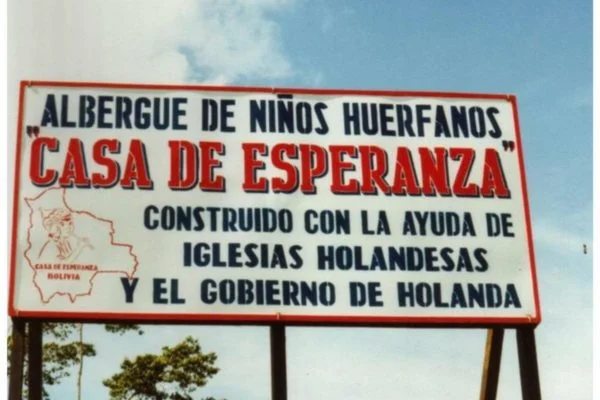 ALBERGUE DE NIÑOS HUERFANOS
"CASA DE ESPERANZA"
CONSTRUIDO CON LA AYUDA DE
IGLESIAS HOLANDESAS
Y EL GOBIERNO DE HOLANDA
CASA DE ESPERANZA
BOLIVIA